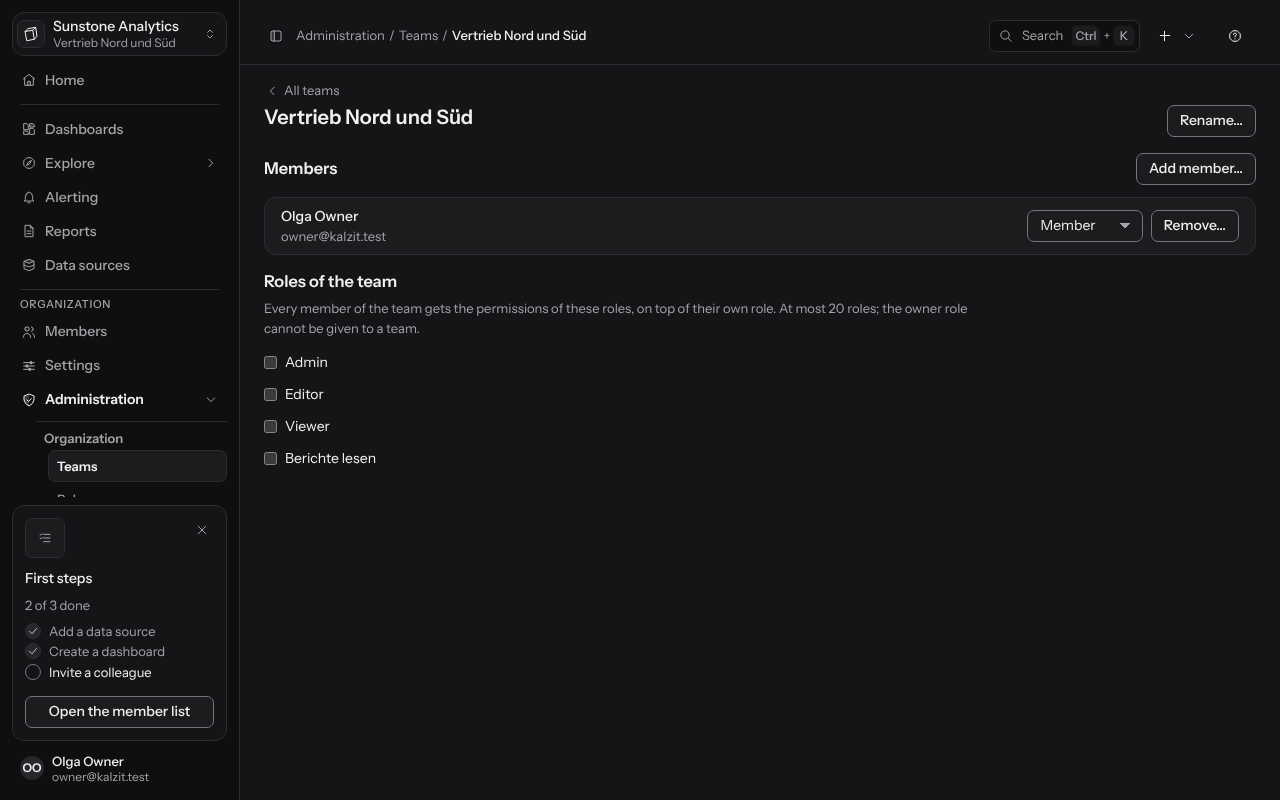 Sunstone Analytics
Vertrieb Nord und Süd
Home
Dashboards
Explore
Alerting
Reports
Data sources
ORGANIZATION
Members
Settings
Administration
Organization
Teams
First steps
2 of 3 done
Add a data source
Create a dashboard
Invite a colleague
Open the member list
OO
Olga Owner
owner@kalzit.test
Administration / Teams / Vertrieb Nord und Süd
Search Ctrl + K
All teams
Vertrieb Nord und Süd
Rename...
Members
Add member...
Olga Owner
owner@kalzit.test
Member
Remove...
Roles of the team
Every member of the team gets the permissions of these roles, on top of their own role. At most 20 roles; the owner role
cannot be given to a team.
Admin
Editor
Viewer
Berichte lesen